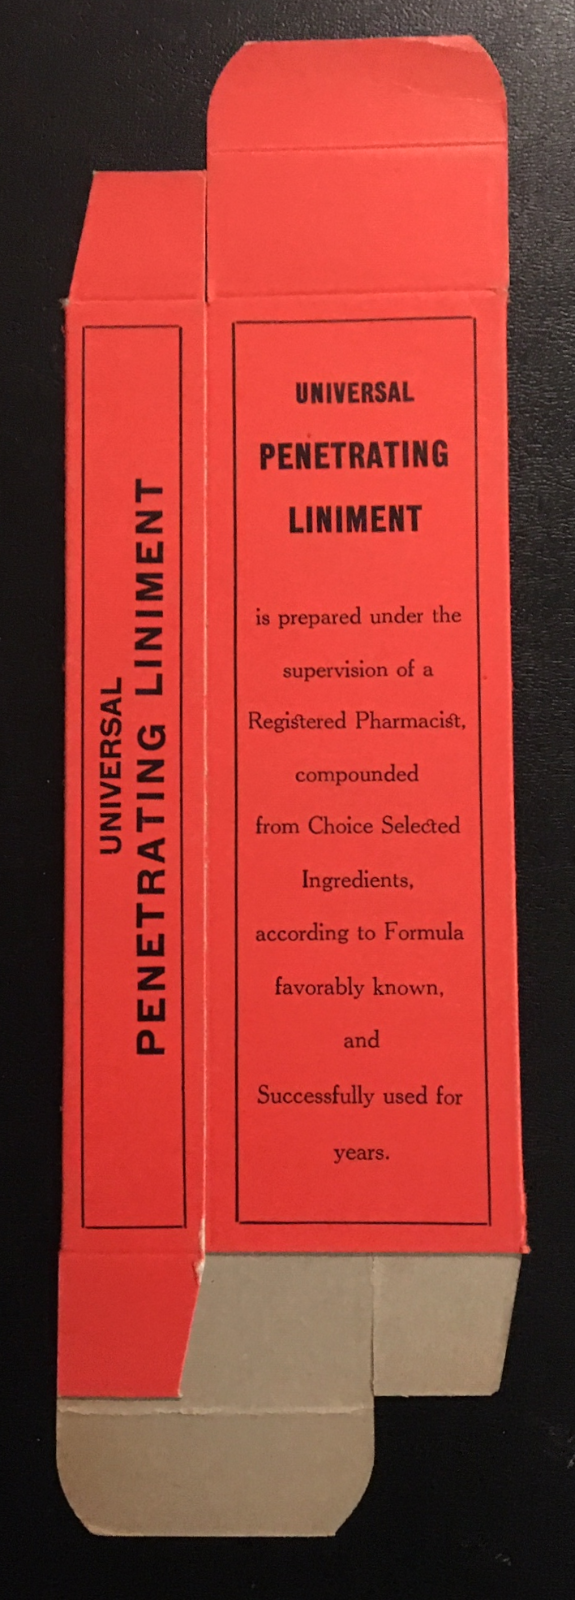 UNIVERSAL
PENETRATING LINIMENT
UNIVERSAL
PENETRATING
LINIMENT
is prepared under the
supervision of a
Registered Pharmacist,
compounded
from Choice Selected
Ingredients,
according to Formula
favorably known,
and
Successfully used for
years.